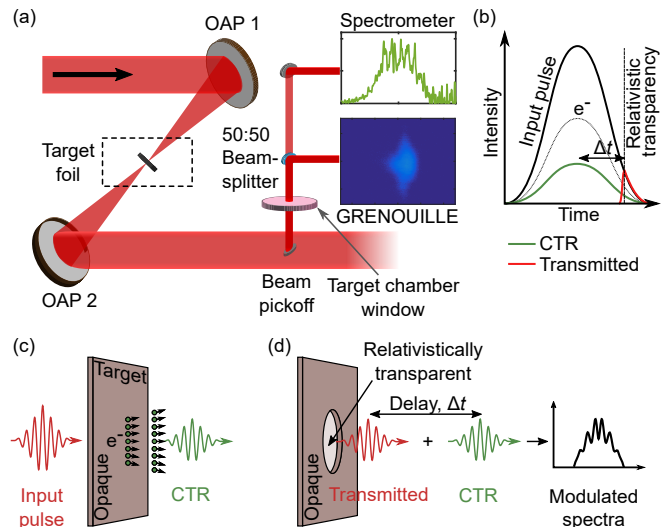 (a)
OAP 1
Spectrometer
Target
foil
50:50
Beam-
splitter
GRENOUILLE
OAP 2
Beam
pickoff
Target chamber
window
(b)
Intensity
Input pulse
e-
Δt
Relativistic
transparency
Time
CTR
Transmitted
(c)
Target
Opaque
e-
Input
pulse
CTR
(d)
Relativistically
transparent
Delay, Δt
Opaque
+
Transmitted
CTR
Modulated
spectra